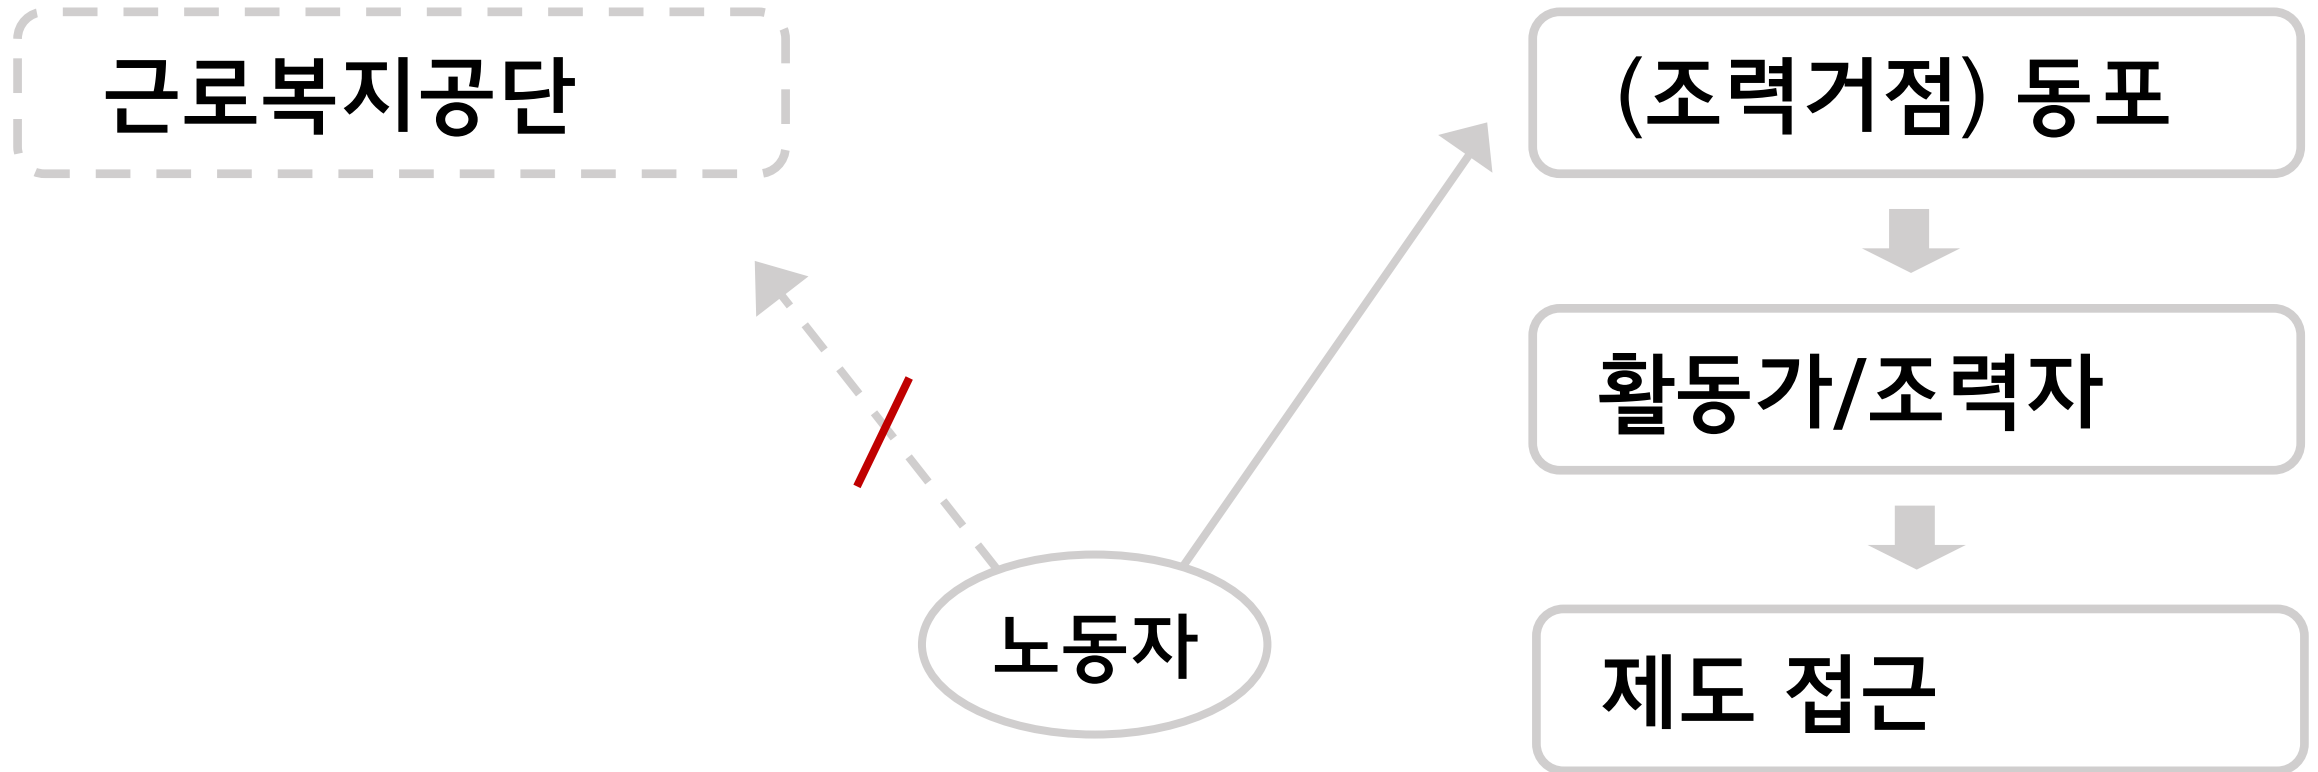 근로복지공단
(조력거점) 동포
활동가/조력자
노동자
제도 접근